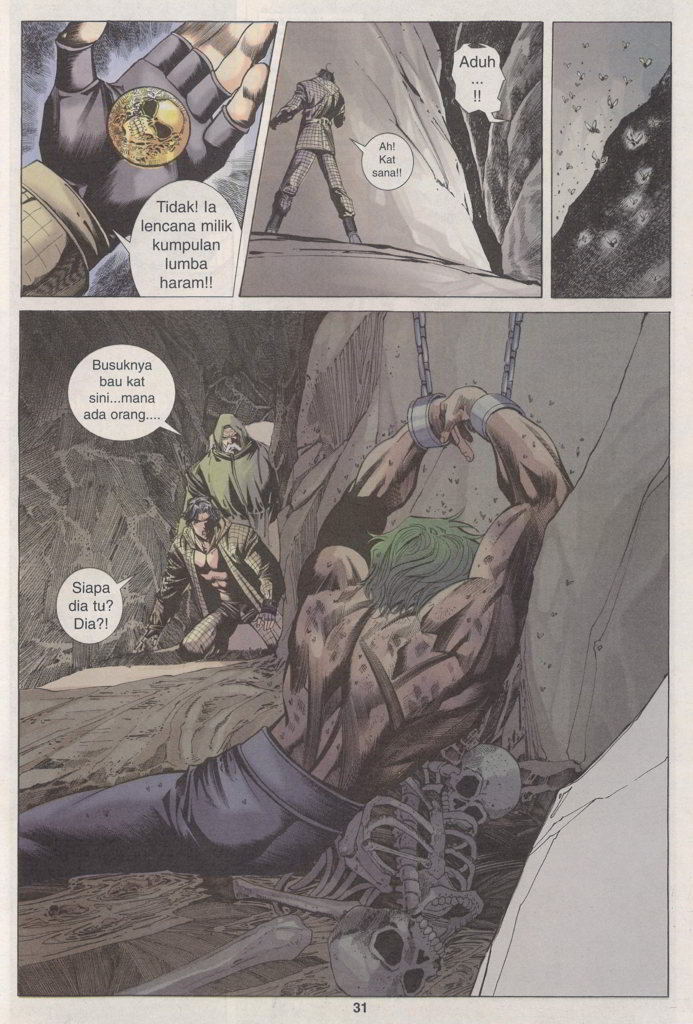 Tidak! Ia
lencana milik
kumpulan
lumba
haram!!
Ah!
Kat
sana!!
Aduh
...
!!
Busuknya
bau kat
sini...mana
ada orang....
Siapa
dia tu?
Dia?!
31